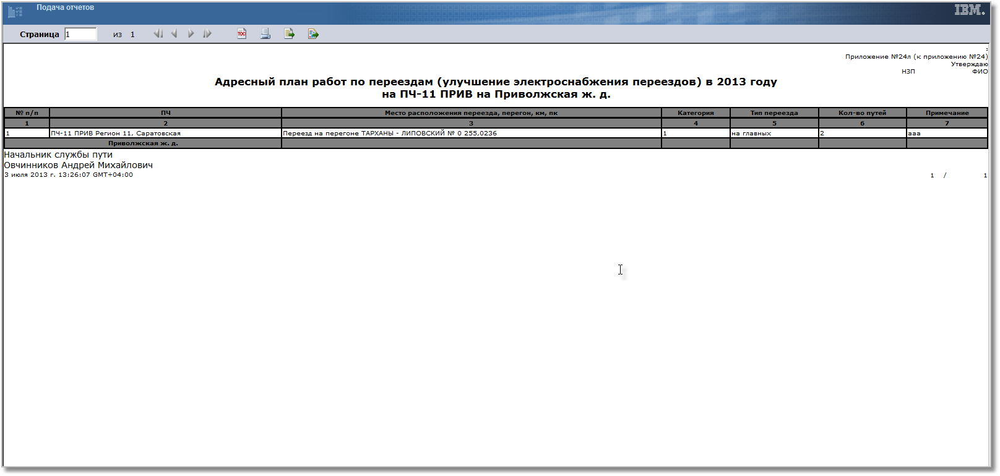 Подача отчетов
IBM.
Страница 1 из 1
TOC
:
Приложение №24л (к приложению №24)
Утверждаю
НЗП ФИО
Адресный план работ по переездам (улучшение электроснабжения переездов) в 2013 году
на ПЧ-11 ПРИВ на Приволжская ж. д.
№ п/п ПЧ Место расположения переезда, перегон, км, пк Категория Тип переезда Кол-во путей Примечание
1 2 3 4 5 6 7
1 ПЧ-11 ПРИВ Регион 11, Саратовская Переезд на перегоне ТАРХАНЫ - ЛИПОВСКИЙ № 0 255,0236 1 на главных 2 ааа
Приволжская ж. д.
Начальник службы пути
Овчинников Андрей Михайлович
3 июля 2013 г. 13:26:07 GMT+04:00 1 / 1